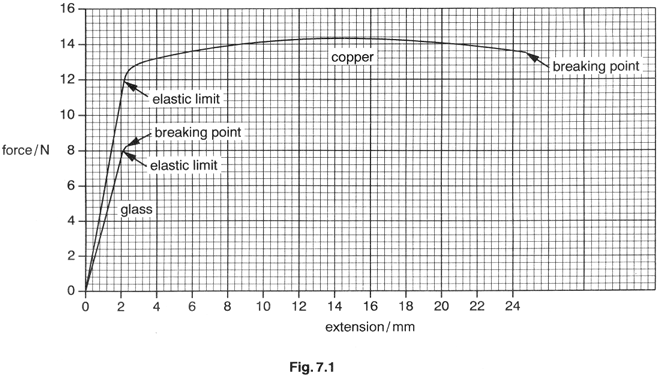 16
14
12
10
8
6
4
2
0
force/N
copper
breaking point
elastic limit
breaking point
elastic limit
glass
0 2 4 6 8 10 12 14 16 18 20 22 24
extension/mm
Fig. 7.1